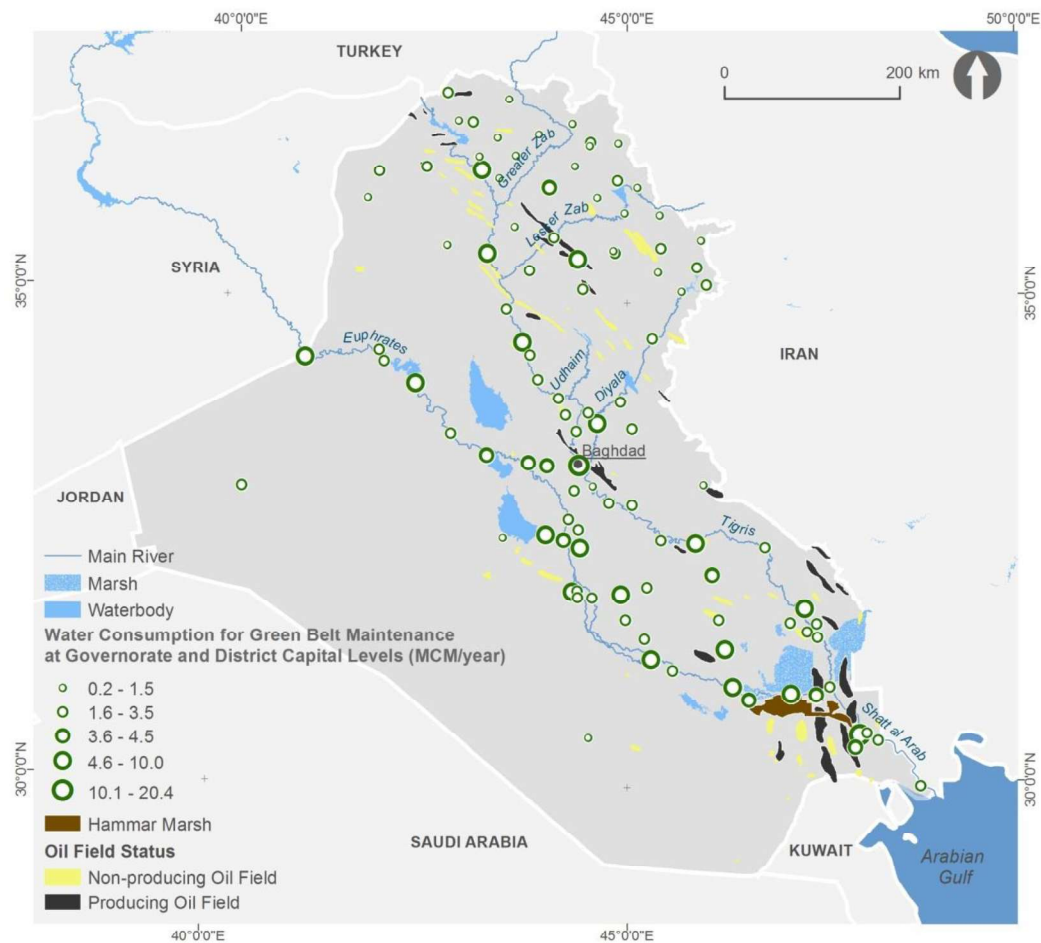 40°0'0"E
45°0'0"E
50°0'0"E
TURKEY
0
200 km
Greater Zab
Lesser Zab
SYRIA
35°0'0"N
35°0'0"N
Euphrates
IRAN
Udhaim
Diyala
Baghdad
JORDAN
Tigris
Main River
Marsh
Waterbody
Water Consumption for Green Belt Maintenance
at Governorate and District Capital Levels (MCM/year)
0.2 - 1.5
1.6 - 3.5
3.6 - 4.5
4.6 - 10.0
10.1 - 20.4
Shatt al Arab
30°0'0"N
30°0'0"N
Hammar Marsh
SAUDI ARABIA
KUWAIT
Arabian
Gulf
Oil Field Status
Non-producing Oil Field
Producing Oil Field
40°0'0"E
45°0'0"E